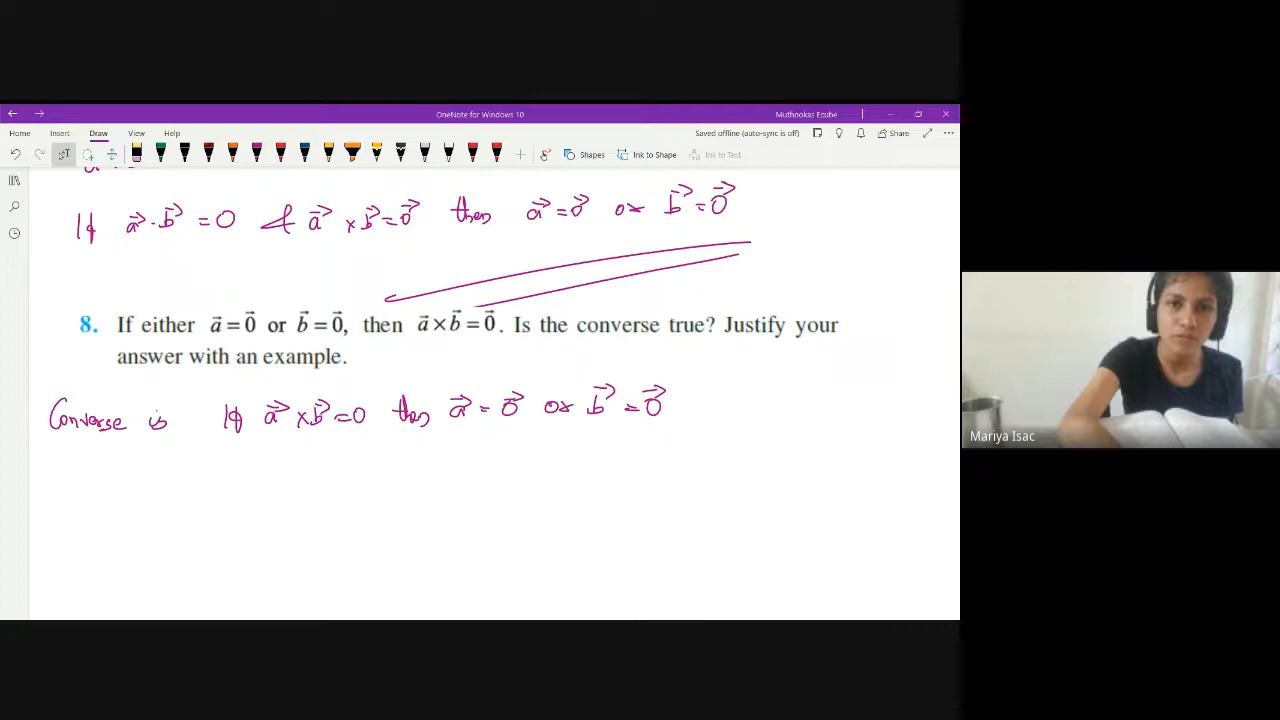 OneNote for Windows 10
Muthookas Ecube
Home Insert Draw View Help
Saved offline (auto-sync is off)
Share
Shapes
Ink to Shape
Ink to Text
If a⃗ · b⃗ = 0 & a⃗ × b⃗ = 0⃗ then a⃗ = 0⃗ or b⃗ = 0⃗
8. If either a⃗ = 0⃗ or b⃗ = 0⃗, then a⃗ × b⃗ = 0⃗. Is the converse true? Justify your
answer with an example.
Converse is If a⃗ × b⃗ = 0 then a⃗ = 0⃗ or b⃗ = 0⃗
Mariya Isac